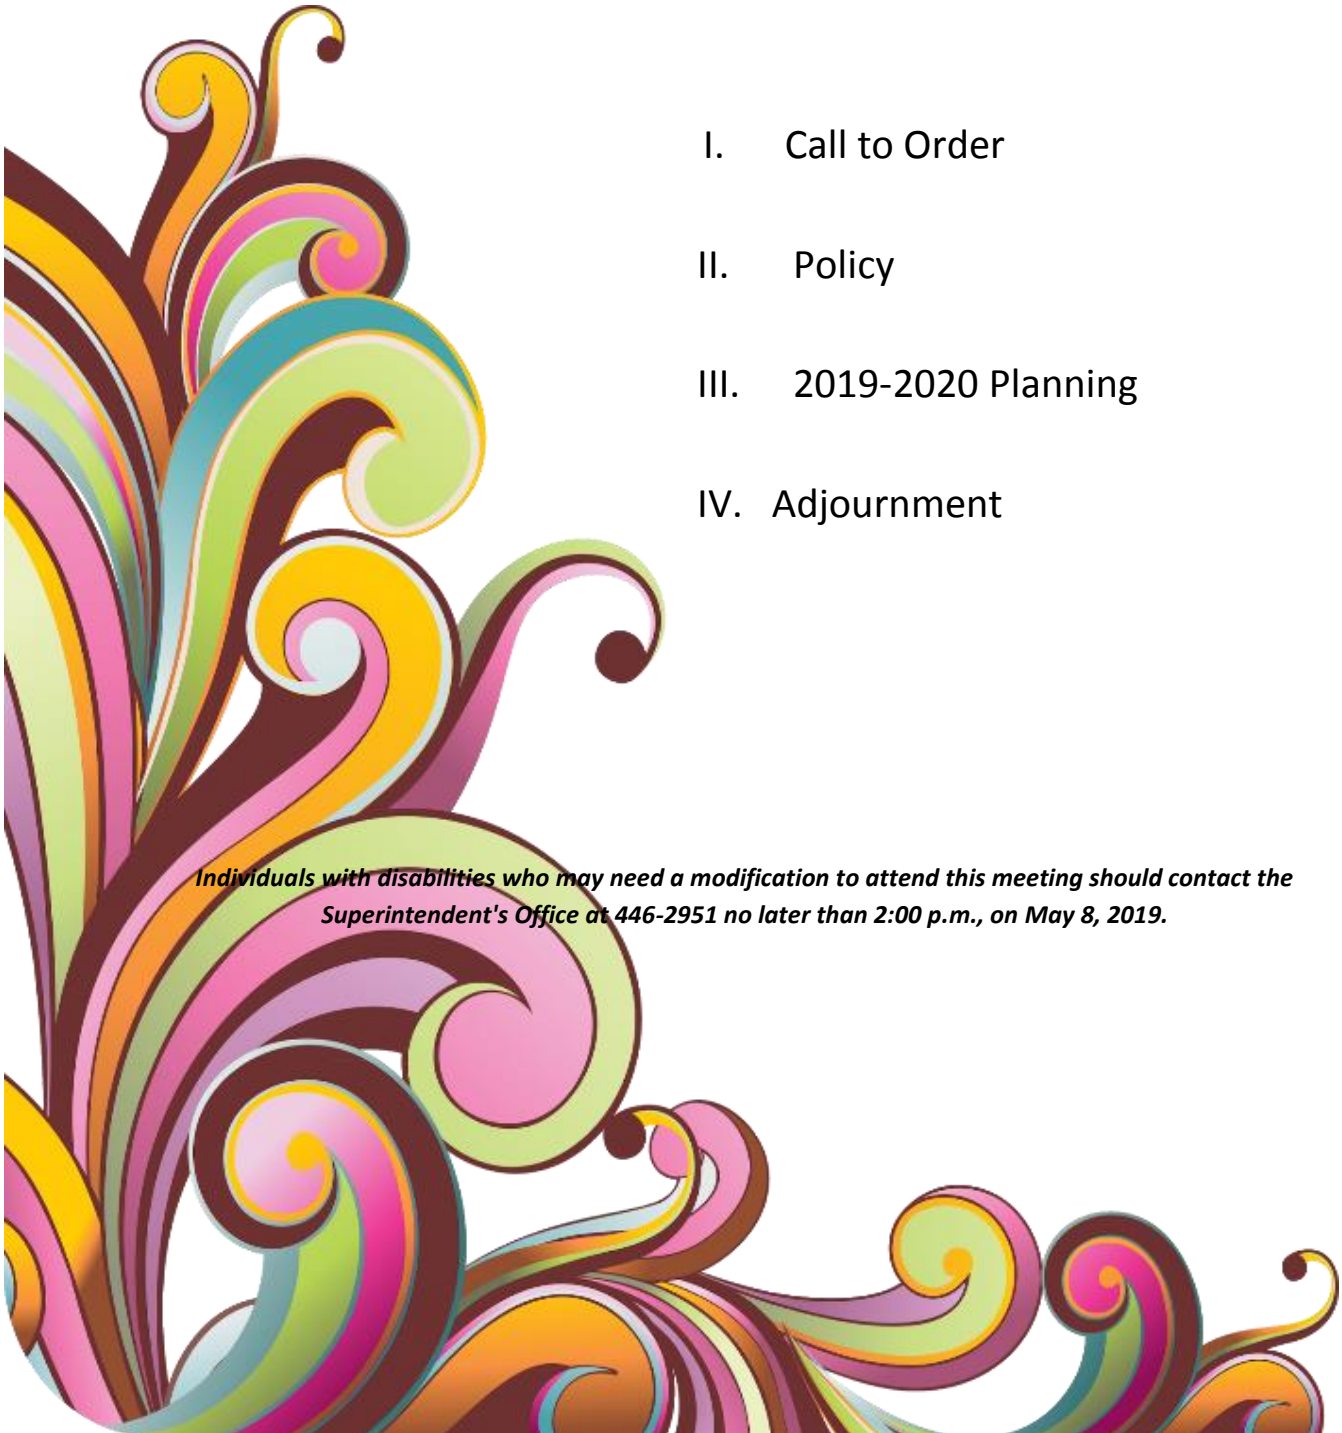 I. Call to Order
II. Policy
III. 2019-2020 Planning
IV. Adjournment
Individuals with disabilities who may need a modification to attend this meeting should contact the
Superintendent's Office at 446-2951 no later than 2:00 p.m., on May 8, 2019.